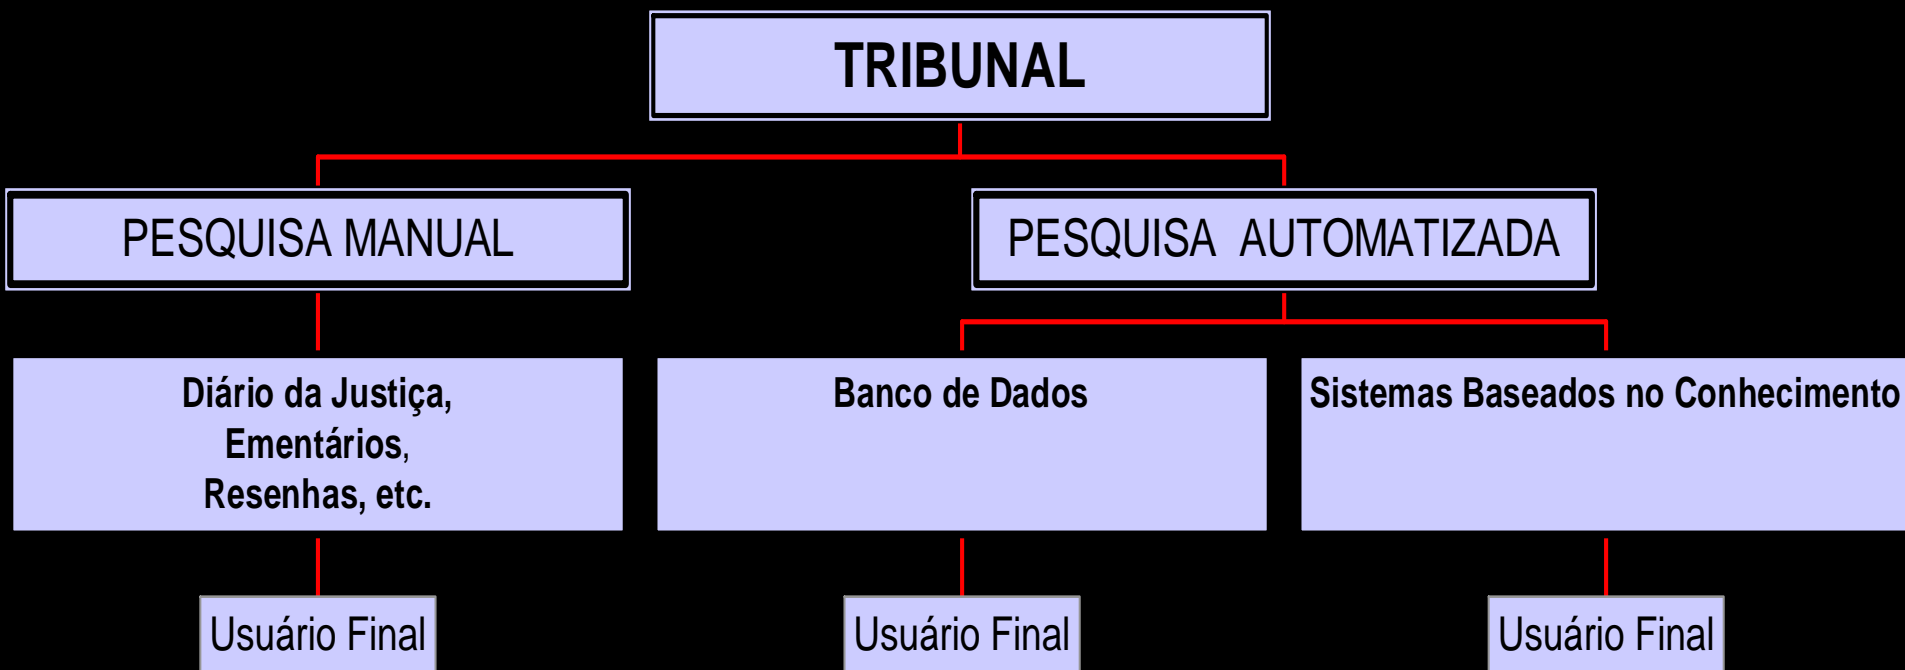 TRIBUNAL
PESQUISA MANUAL
PESQUISA AUTOMATIZADA
Diário da Justiça,
Ementários,
Resenhas, etc.
Banco de Dados
Sistemas Baseados no Conhecimento
Usuário Final
Usuário Final
Usuário Final